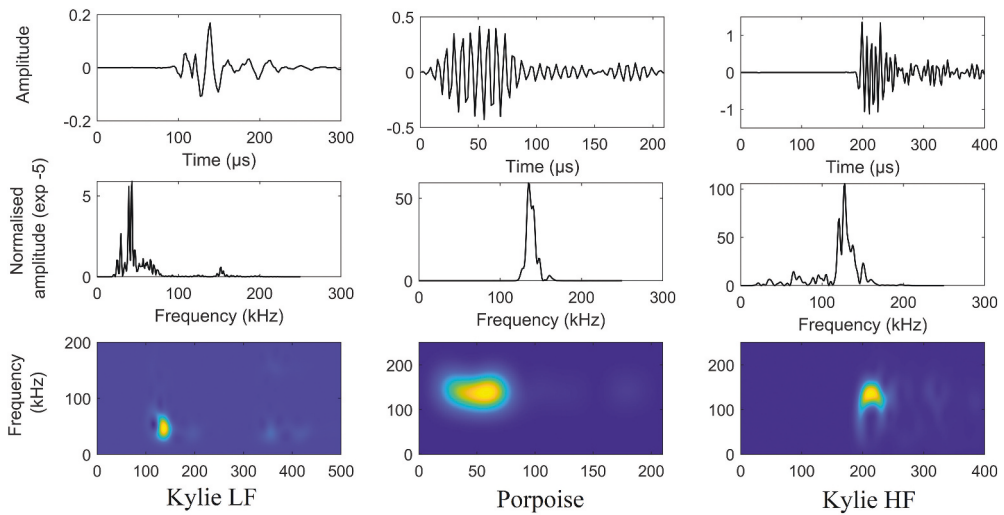 Amplitude
0.2
0
-0.2
0 100 200 300
Time (µs)
0.5
0
-0.5
0 50 100 150 200
Time (µs)
1
0
-1
0 100 200 300 400
Time (µs)
Normalised
amplitude (exp -5)
5
0
0 100 200 300
Frequency (kHz)
50
0
0 100 200 300
Frequency (kHz)
100
50
0
0 100 200 300
Frequency (kHz)
Frequency
(kHz)
200
100
0
0 100 200 300 400 500
Kylie LF
200
100
0
0 50 100 150 200
Porpoise
200
100
0
0 100 200 300 400
Kylie HF